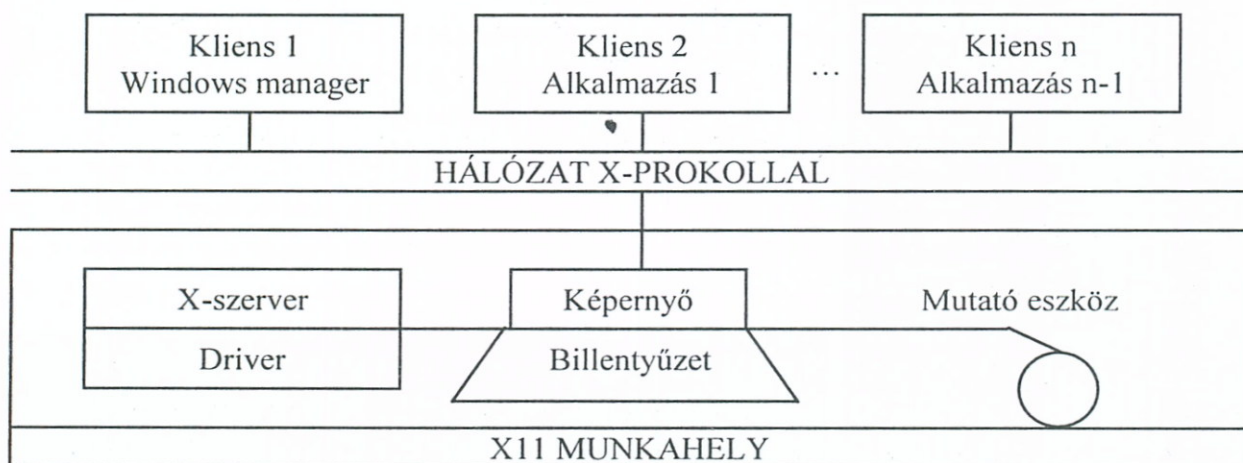 Kliens 1
Windows manager
Kliens 2
Alkalmazás 1
...
Kliens n
Alkalmazás n-1
HÁLÓZAT X-PROKOLLAL
X-szerver
Driver
Képernyő
Billentyűzet
Mutató eszköz
X11 MUNKAHELY